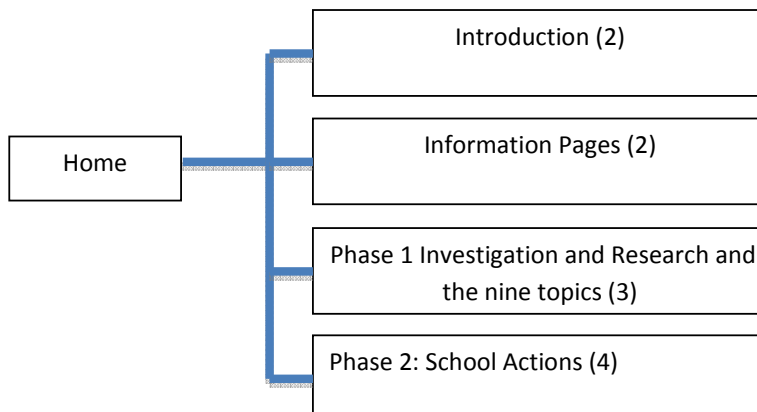 Introduction (2)
Information Pages (2)
Home
Phase 1 Investigation and Research and
the nine topics (3)
Phase 2: School Actions (4)